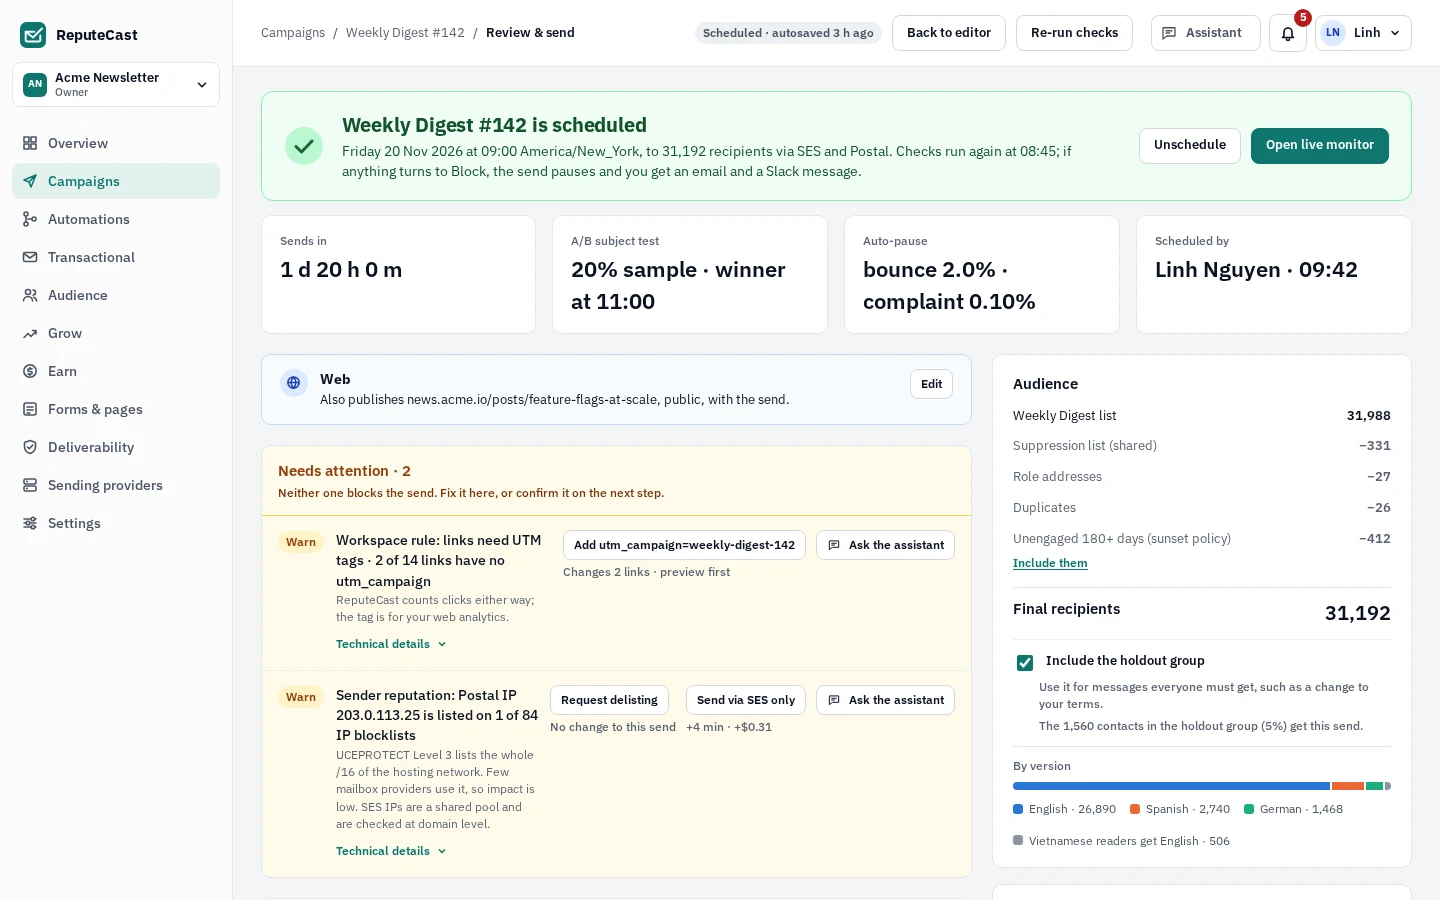 ReputeCast
AN
Acme Newsletter
Owner
Overview
Campaigns
Automations
Transactional
Audience
Grow
Earn
Forms & pages
Deliverability
Sending providers
Settings
Campaigns / Weekly Digest #142 / Review & send
Scheduled · autosaved 3 h ago
Back to editor
Re-run checks
Assistant
5
LN
Linh
Weekly Digest #142 is scheduled
Friday 20 Nov 2026 at 09:00 America/New_York, to 31,192 recipients via SES and Postal. Checks run again at 08:45; if
anything turns to Block, the send pauses and you get an email and a Slack message.
Unschedule
Open live monitor
Sends in
1 d 20 h 0 m
A/B subject test
20% sample · winner
at 11:00
Auto-pause
bounce 2.0% ·
complaint 0.10%
Scheduled by
Linh Nguyen · 09:42
Web
Also publishes news.acme.io/posts/feature-flags-at-scale, public, with the send.
Edit
Needs attention · 2
Neither one blocks the send. Fix it here, or confirm it on the next step.
Warn
Workspace rule: links need UTM
tags · 2 of 14 links have no
utm_campaign
ReputeCast counts clicks either way;
the tag is for your web analytics.
Technical details
Add utm_campaign=weekly-digest-142
Changes 2 links · preview first
Ask the assistant
Warn
Sender reputation: Postal IP
203.0.113.25 is listed on 1 of 84
IP blocklists
UCEPROTECT Level 3 lists the whole
/16 of the hosting network. Few
mailbox providers use it, so impact is
low. SES IPs are a shared pool and
are checked at domain level.
Technical details
Request delisting
No change to this send
Send via SES only
+4 min · +$0.31
Ask the assistant
Audience
Weekly Digest list 31,988
Suppression list (shared) −331
Role addresses −27
Duplicates −26
Unengaged 180+ days (sunset policy) −412
Include them
Final recipients 31,192
Include the holdout group
Use it for messages everyone must get, such as a change to
your terms.
The 1,560 contacts in the holdout group (5%) get this send.
By version
English · 26,890 Spanish · 2,740 German · 1,468
Vietnamese readers get English · 506